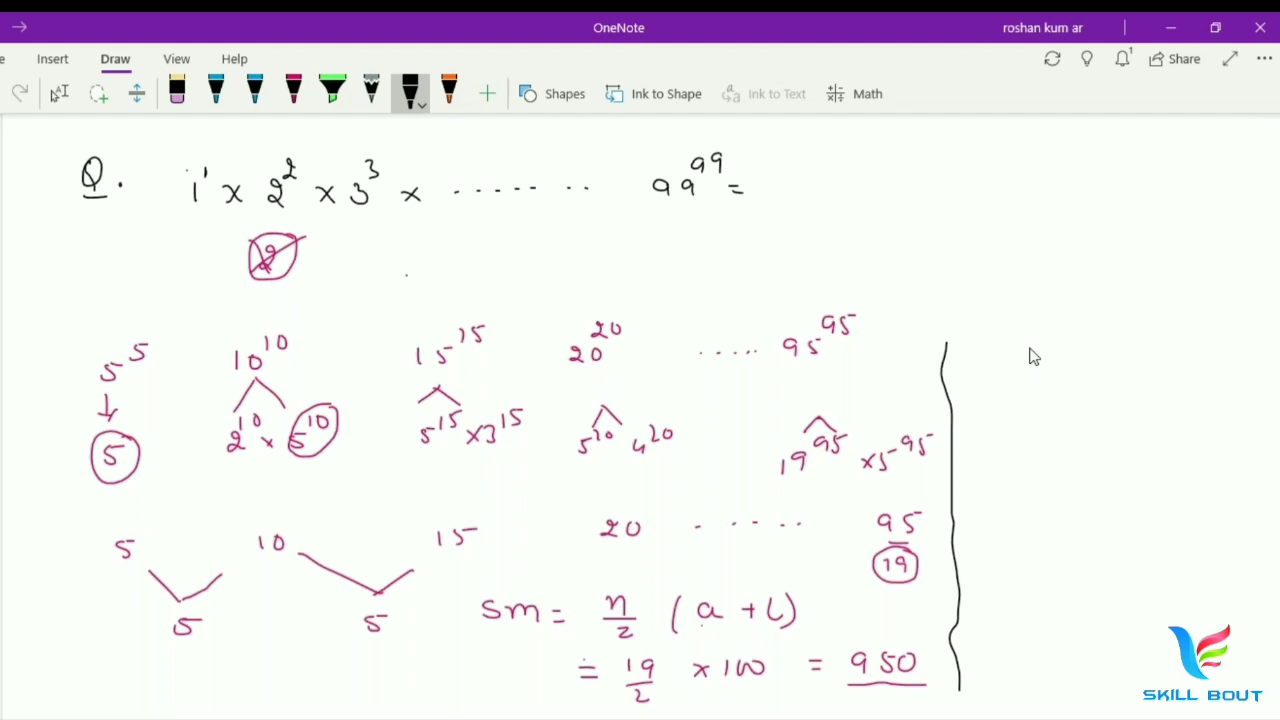 OneNote
roshan kum ar
Insert Draw View Help
1
Share
Shapes Ink to Shape Ink to Text Math
Q. 1¹ x 2² x 3³ x ......... 99⁹⁹ =
2
5⁵ 10¹⁰ 15¹⁵ 20²⁰ ..... 95⁹⁵
5 2¹⁰ x 5¹⁰ 5¹⁵ x 3¹⁵ 5²⁰ 4²⁰ 19⁹⁵ x 5⁹⁵
5 10 15 20 ..... 95
19
5 5 Sm = n/2 (a + L)
= 19/2 x 100 = 950
SKILL BOUT